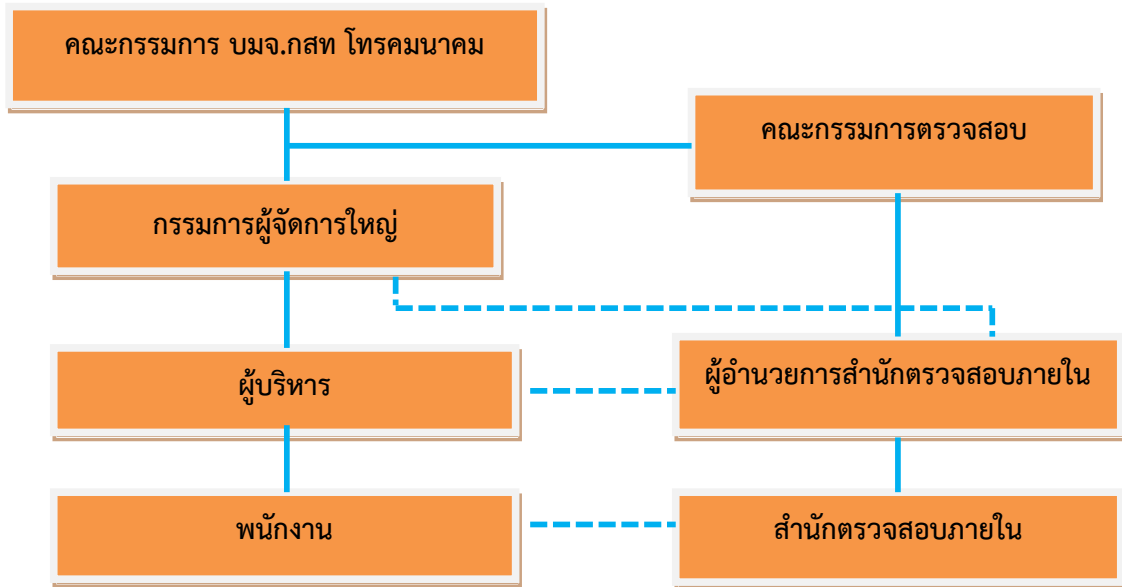 คณะกรรมการ บมจ.กสท โทรคมนาคม
คณะกรรมการตรวจสอบ
กรรมการผู้จัดการใหญ่
ผู้บริหาร
ผู้อำนวยการสำนักตรวจสอบภายใน
พนักงาน
สำนักตรวจสอบภายใน